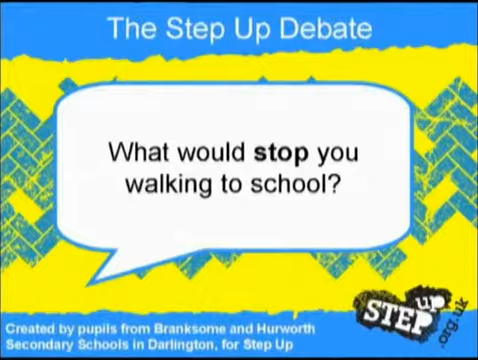 The Step Up Debate
What would stop you
walking to school?
STEP up
.org.uk
Created by pupils from Branksome and Hurworth
Secondary Schools in Darlington, for Step Up